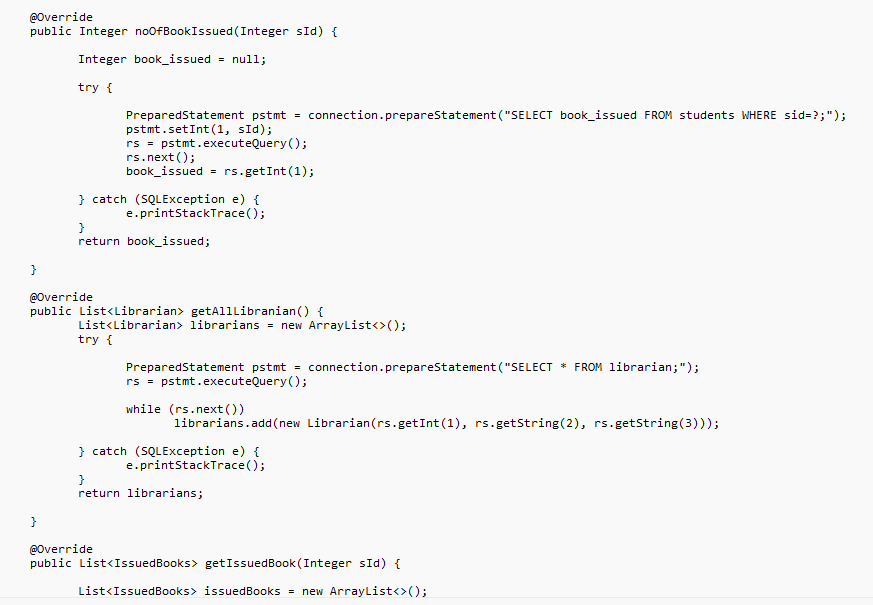 @Override
public Integer noOfBookIssued(Integer sId) {
Integer book_issued = null;
try {
PreparedStatement pstmt = connection.prepareStatement("SELECT book_issued FROM students WHERE sid=?;");
pstmt.setInt(1, sId);
rs = pstmt.executeQuery();
rs.next();
book_issued = rs.getInt(1);
} catch (SQLException e) {
e.printStackTrace();
}
return book_issued;
}
@Override
public List<Librarian> getAllLibranian() {
List<Librarian> librarians = new ArrayList<>();
try {
PreparedStatement pstmt = connection.prepareStatement("SELECT * FROM librarian;");
rs = pstmt.executeQuery();
while (rs.next())
librarians.add(new Librarian(rs.getInt(1), rs.getString(2), rs.getString(3)));
} catch (SQLException e) {
e.printStackTrace();
}
return librarians;
}
@Override
public List<IssuedBooks> getIssuedBook(Integer sId) {
List<IssuedBooks> issuedBooks = new ArrayList<>();